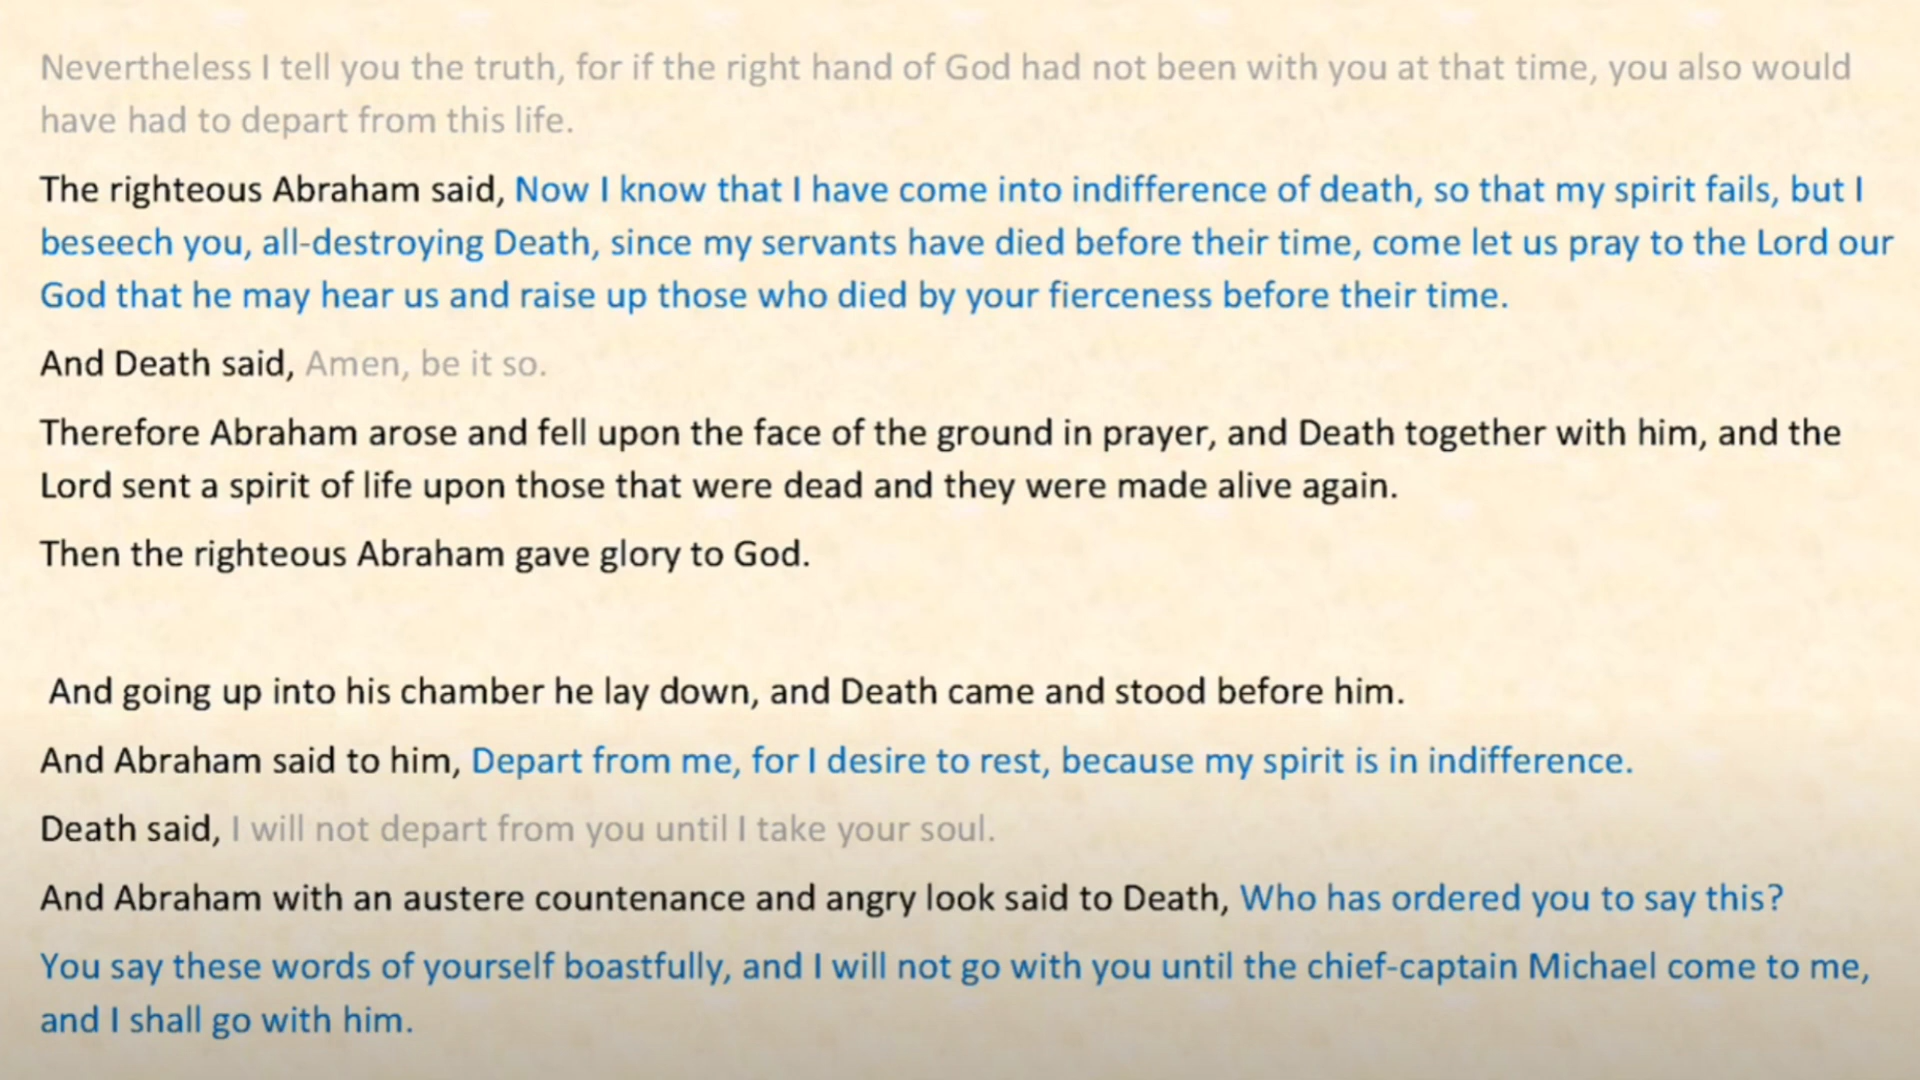 Nevertheless I tell you the truth, for if the right hand of God had not been with you at that time, you also would
have had to depart from this life.
The righteous Abraham said, Now I know that I have come into indifference of death, so that my spirit fails, but I
beseech you, all-destroying Death, since my servants have died before their time, come let us pray to the Lord our
God that he may hear us and raise up those who died by your fierceness before their time.
And Death said, Amen, be it so.
Therefore Abraham arose and fell upon the face of the ground in prayer, and Death together with him, and the
Lord sent a spirit of life upon those that were dead and they were made alive again.
Then the righteous Abraham gave glory to God.
And going up into his chamber he lay down, and Death came and stood before him.
And Abraham said to him, Depart from me, for I desire to rest, because my spirit is in indifference.
Death said, I will not depart from you until I take your soul.
And Abraham with an austere countenance and angry look said to Death, Who has ordered you to say this?
You say these words of yourself boastfully, and I will not go with you until the chief-captain Michael come to me,
and I shall go with him.